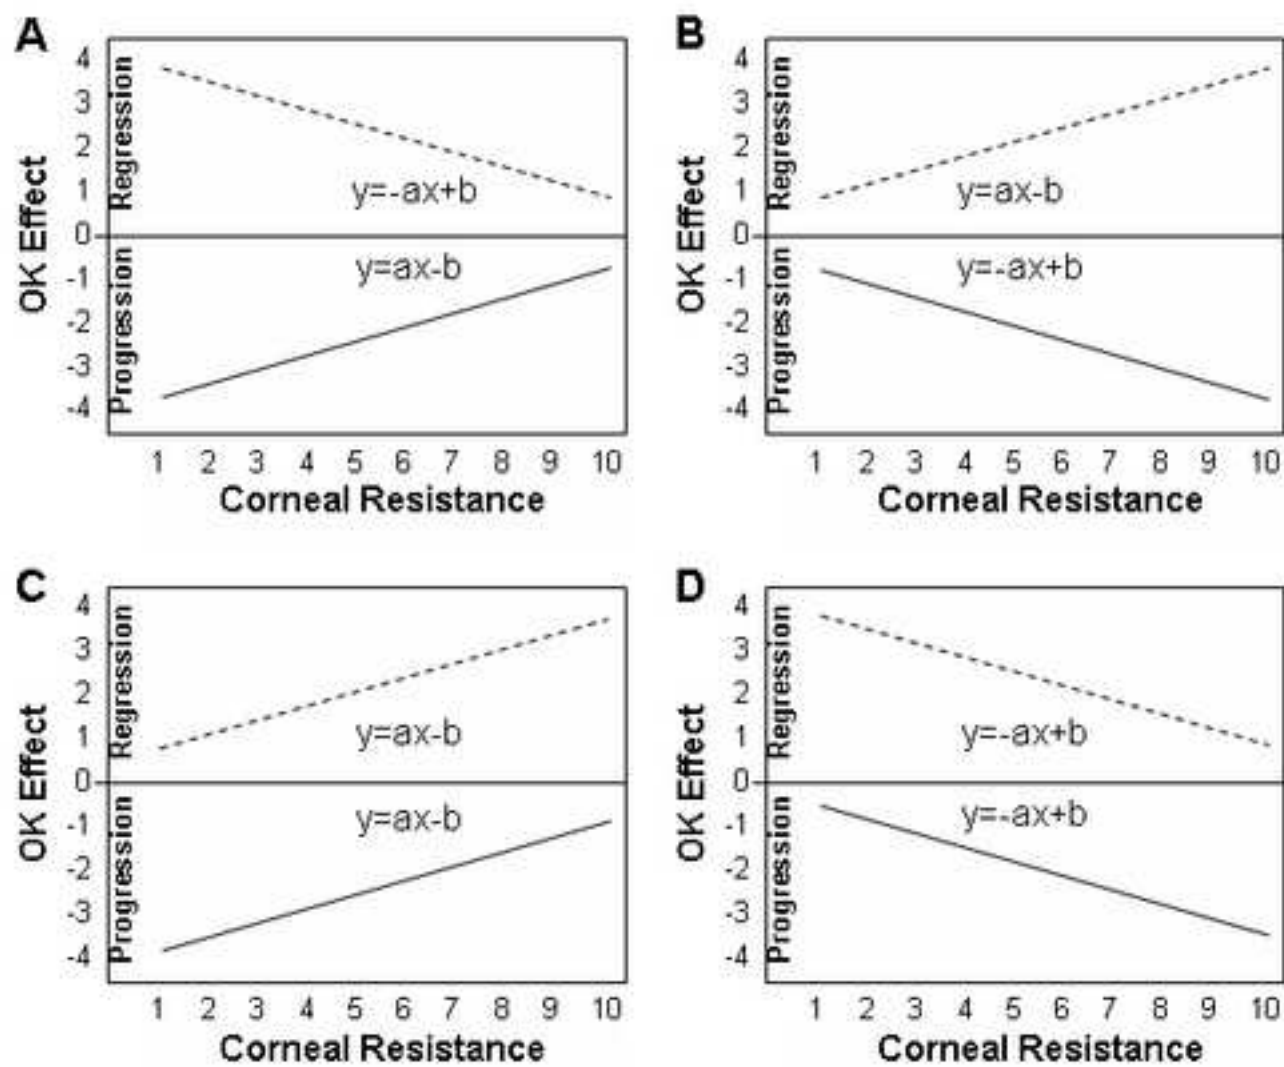 A
OK Effect
Regression
Progression
4
3
2
1
0
-1
-2
-3
-4
y=-ax+b
y=ax-b
1 2 3 4 5 6 7 8 9 10
Corneal Resistance
B
OK Effect
Regression
Progression
4
3
2
1
0
-1
-2
-3
-4
y=ax-b
y=-ax+b
1 2 3 4 5 6 7 8 9 10
Corneal Resistance
C
OK Effect
Regression
Progression
4
3
2
1
0
-1
-2
-3
-4
y=ax-b
y=ax-b
1 2 3 4 5 6 7 8 9 10
Corneal Resistance
D
OK Effect
Regression
Progression
4
3
2
1
0
-1
-2
-3
-4
y=-ax+b
y=-ax+b
1 2 3 4 5 6 7 8 9 10
Corneal Resistance